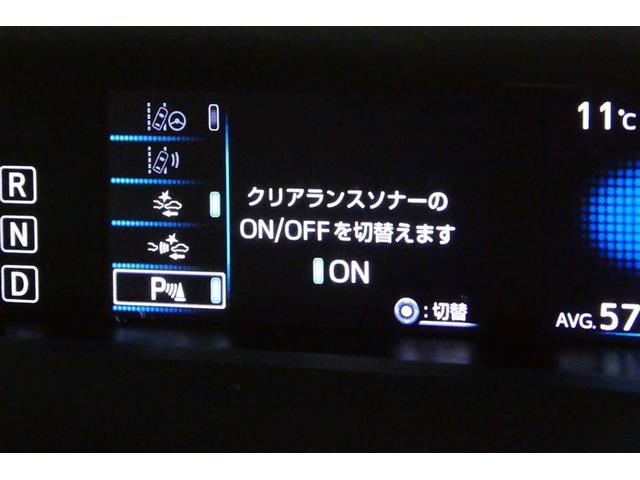 11℃
R
N
D
クリアランスソナーの
ON/OFFを切替えます
ON
P
:切替
AVG.57